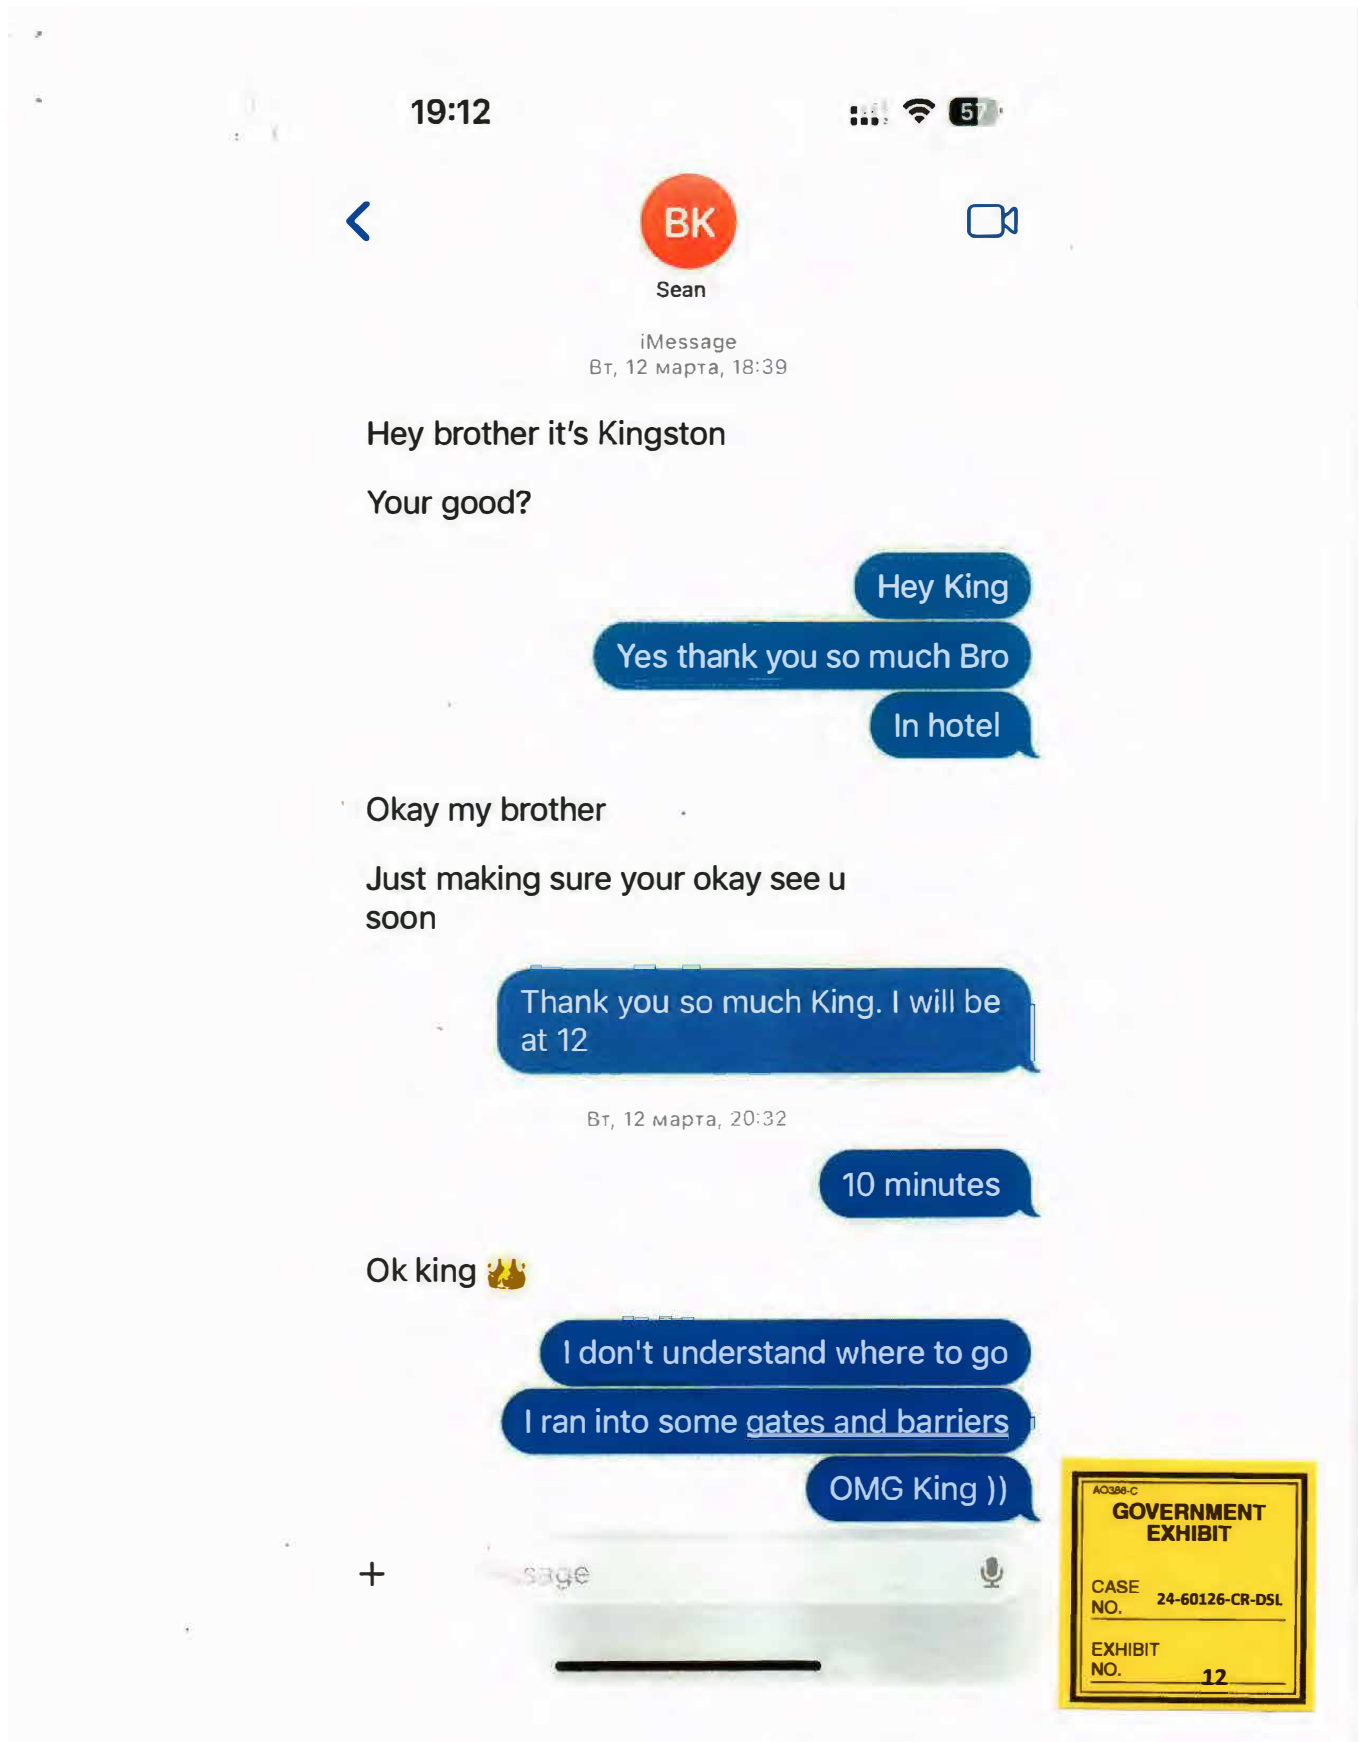 19:12
57
BK
Sean
iMessage
Вт, 12 марта, 18:39
Hey brother it's Kingston
Your good?
Hey King
Yes thank you so much Bro
In hotel
Okay my brother
Just making sure your okay see u
soon
Thank you so much King. I will be
at 12
Вт, 12 марта, 20:32
10 minutes
Ok king
I don't understand where to go
I ran into some gates and barriers
OMG King ))
sage
AO386-C
GOVERNMENT
EXHIBIT
CASE
NO. 24-60126-CR-DSL
EXHIBIT
NO. 12